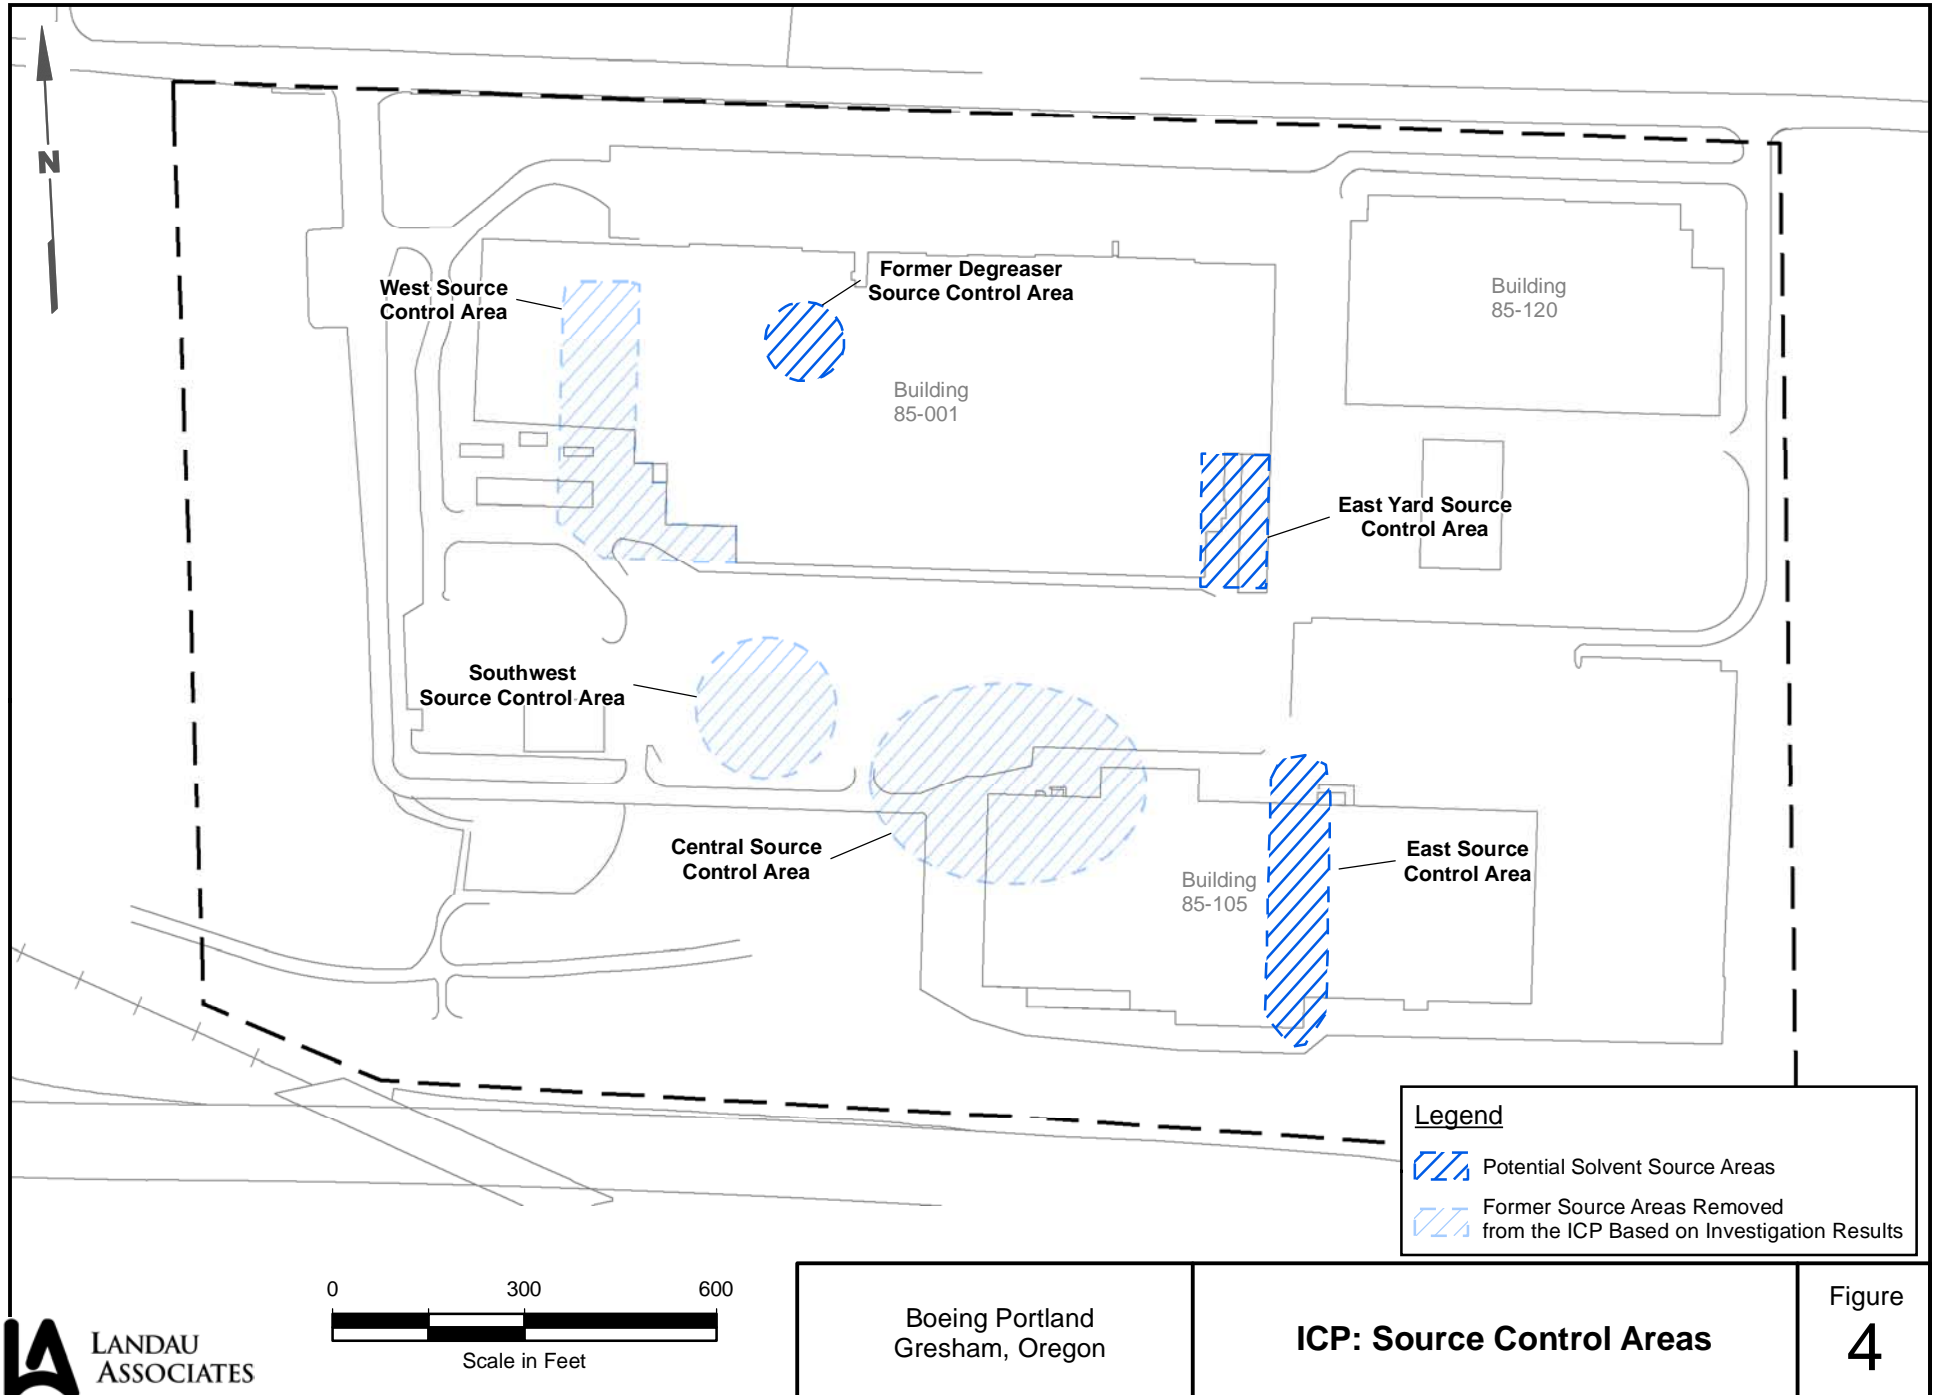 N
West Source
Control Area
Former Degreaser
Source Control Area
Building
85-001
Building
85-120
East Yard Source
Control Area
Southwest
Source Control Area
Central Source
Control Area
Building
85-105
East Source
Control Area
Legend
Potential Solvent Source Areas
Former Source Areas Removed
from the ICP Based on Investigation Results
0 300 600
Scale in Feet
LA
LANDAU
ASSOCIATES
Boeing Portland
Gresham, Oregon
ICP: Source Control Areas
Figure
4